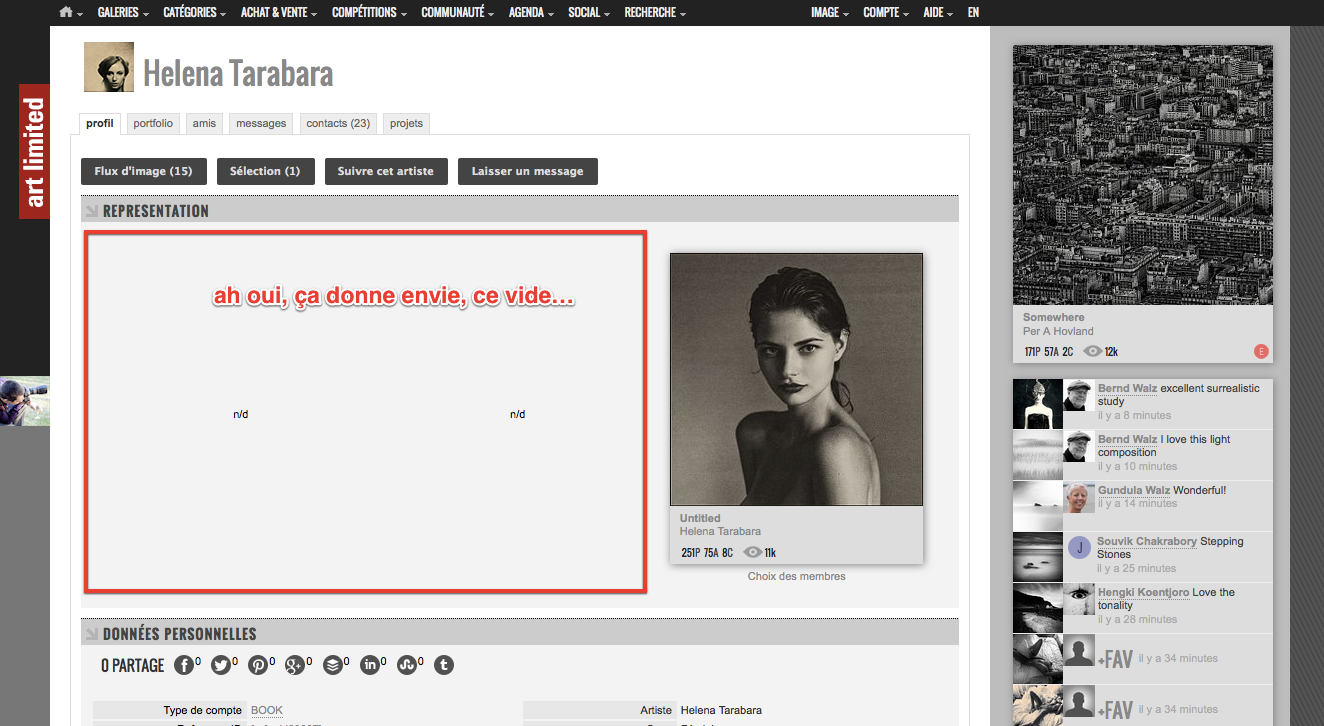 GALERIES CATÉGORIES ACHAT & VENTE COMPÉTITIONS COMMUNAUTÉ AGENDA SOCIAL RECHERCHE IMAGE COMPTE AIDE EN
art limited
Helena Tarabara
profil portfolio amis messages contacts (23) projets
Flux d'image (15) Sélection (1) Suivre cet artiste Laisser un message
REPRESENTATION
ah oui, ça donne envie, ce vide…
n/d n/d
Untitled
Helena Tarabara
251P 75A 8C 11k
Choix des membres
DONNÉES PERSONNELLES
0 PARTAGE 0 0 0 0 0 0 0
Type de compte BOOK
Artiste Helena Tarabara
Somewhere
Per A Hovland
171P 57A 2C 12k E
Bernd Walz excellent surrealistic
study
il y a 8 minutes
Bernd Walz I love this light
composition
il y a 10 minutes
Gundula Walz Wonderful!
il y a 14 minutes
J
Souvik Chakrabory Stepping
Stones
il y a 25 minutes
Hengki Koentjoro Love the
tonality
il y a 28 minutes
+FAV il y a 34 minutes
+FAV il y a 34 minutes